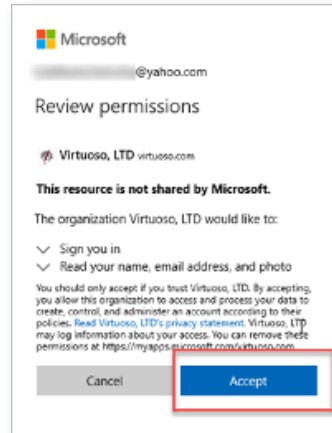 Microsoft
@yahoo.com
Review permissions
Virtuoso, LTD virtuoso.com
This resource is not shared by Microsoft.
The organization Virtuoso, LTD would like to:
Sign you in
Read your name, email address, and photo
You should only accept if you trust Virtuoso, LTD. By accepting,
you allow this organization to access and process your data to
create, control, and administer an account according to their
policies. Read Virtuoso, LTD's privacy statement. Virtuoso, LTD
may log information about your access. You can remove these
permissions at https://myapps.microsoft.com/virtuoso.com
Cancel
Accept